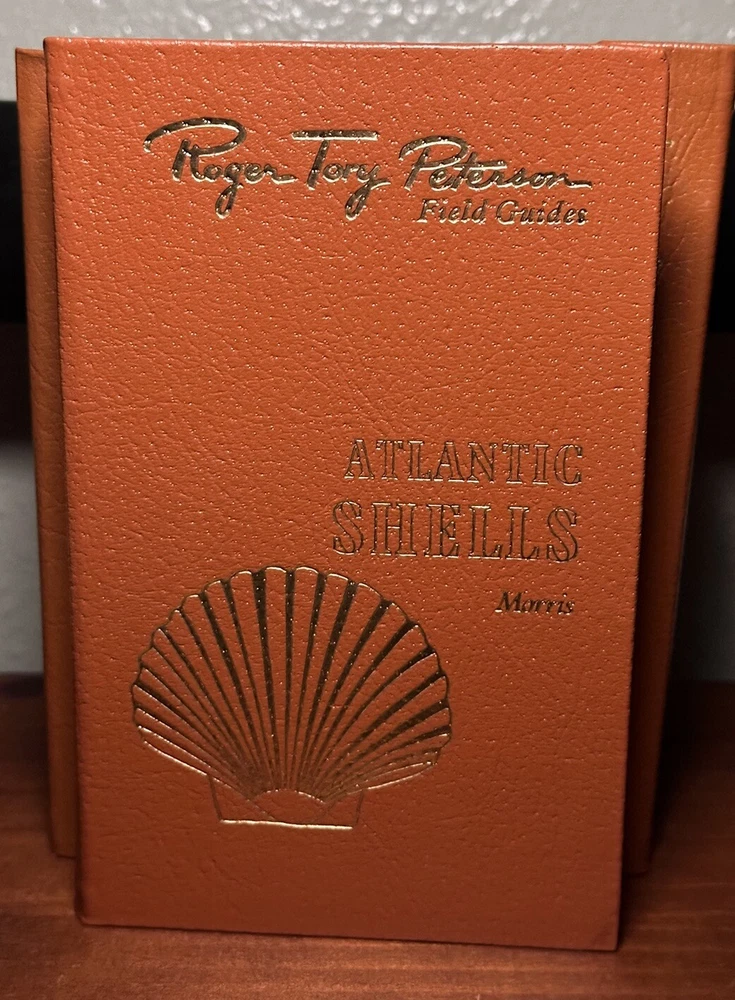 Roger Tory Peterson
Field Guides
ATLANTIC
SHELLS
Morris